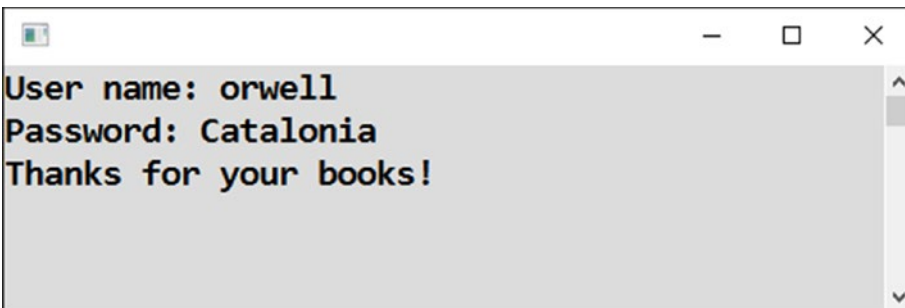 User name: orwell
Password: Catalonia
Thanks for your books!